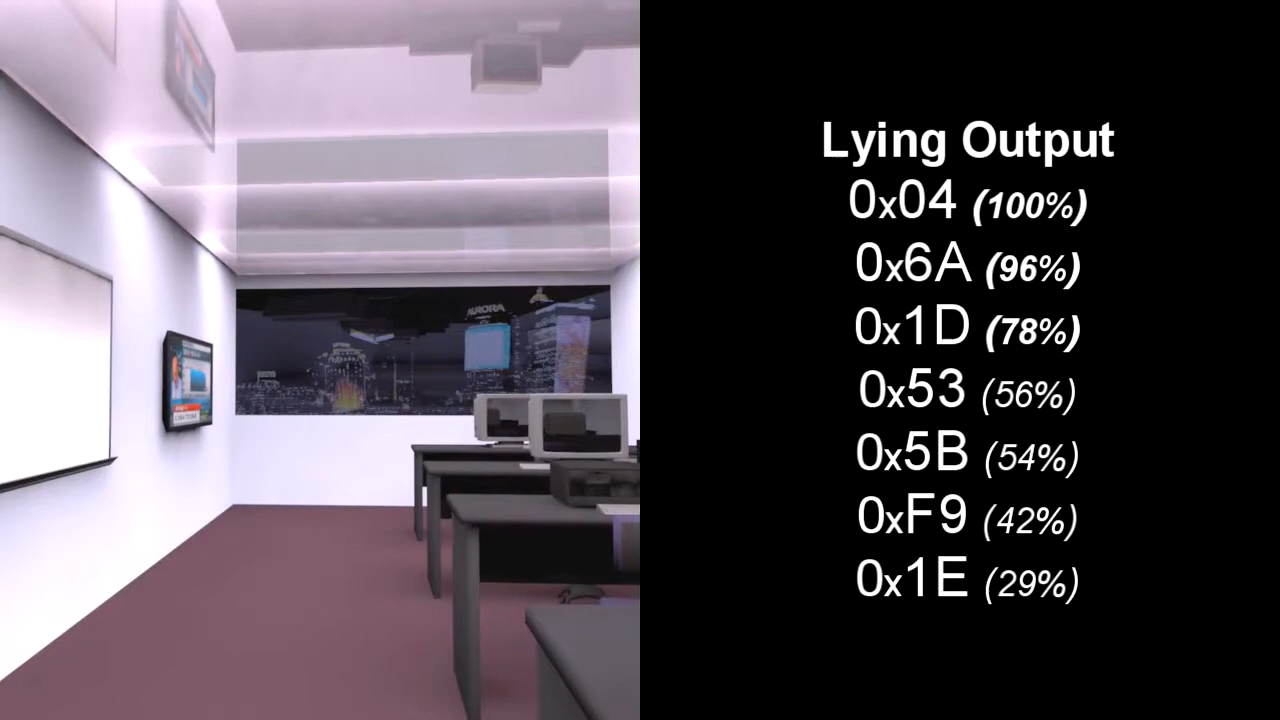 AURORA
Lying Output
0x04 (100%)
0x6A (96%)
0x1D (78%)
0x53 (56%)
0x5B (54%)
0xF9 (42%)
0x1E (29%)